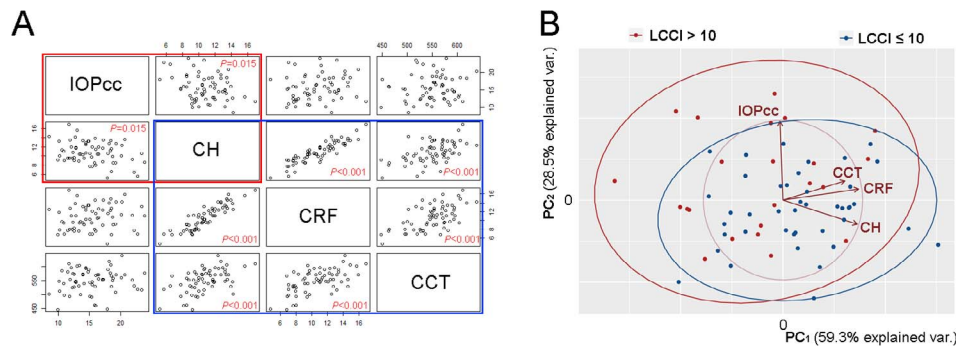 A
B
6 8 10 12 14 16
450 500 550 600
LCCI > 10
LCCI ≤ 10
IOPcc
P=0.015
10 15 20
P=0.015
6 8 10 12 14 16
CH
P<0.001
P<0.001
P<0.001
CRF
P<0.001
6 8 10 12 14 16
450 500 550
P<0.001
P<0.001
CCT
10 15 20
6 8 10 12 14 16
IOPcc
CCT
CRF
CH
PC2 (28.5% explained var.)
0
0
PC1 (59.3% explained var.)